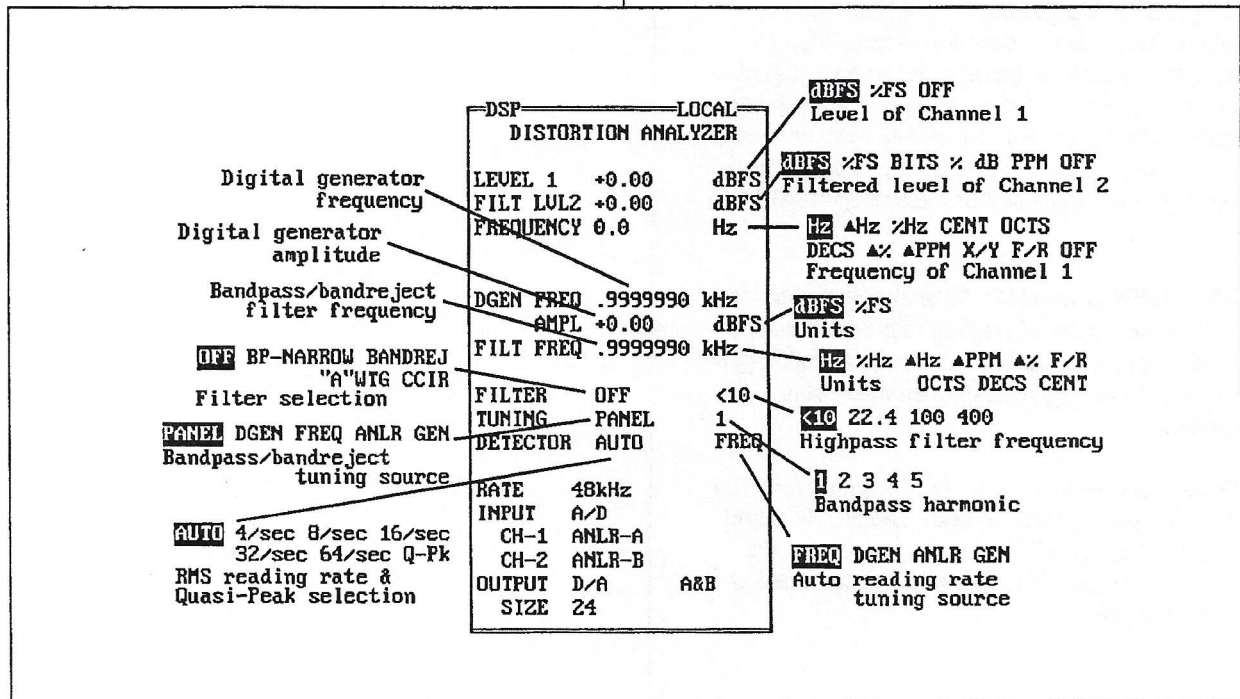 DSP LOCAL
DISTORTION ANALYZER
LEVEL 1 +0.00 dBFS
FILT LVL2 +0.00 dBFS
FREQUENCY 0.0 Hz
DGEN FREQ .9999990 kHz
AMPL +0.00 dBFS
FILT FREQ .9999990 kHz
FILTER OFF <10
TUNING PANEL 1
DETECTOR AUTO FREQ
RATE 48kHz
INPUT A/D
CH-1 ANLR-A
CH-2 ANLR-B
OUTPUT D/A A&B
SIZE 24
Digital generator
frequency
Digital generator
amplitude
Bandpass/bandreject
filter frequency
OFF BP-NARROW BANDREJ
"A"WTG CCIR
Filter selection
PANEL DGEN FREQ ANLR GEN
Bandpass/bandreject
tuning source
AUTO 4/sec 8/sec 16/sec
32/sec 64/sec Q-Pk
RMS reading rate &
Quasi-Peak selection
dBFS %FS OFF
Level of Channel 1
dBFS %FS BITS % dB PPM OFF
Filtered level of Channel 2
Hz ▲Hz %Hz CENT OCTS
DECS ▲% ▲PPM X/Y F/R OFF
Frequency of Channel 1
dBFS %FS
Units
Hz %Hz ▲Hz ▲PPM ▲% F/R
Units OCTS DECS CENT
<10 22.4 100 400
Highpass filter frequency
1 2 3 4 5
Bandpass harmonic
FREQ DGEN ANLR GEN
Auto reading rate
tuning source